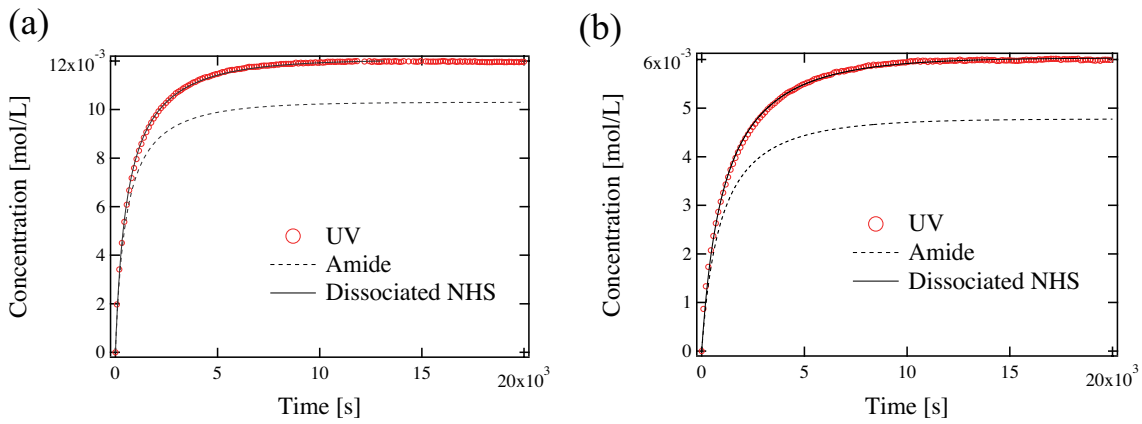 (a)
12x10⁻³
10
8
6
4
2
0
Concentration [mol/L]
UV
Amide
Dissociated NHS
0
5
10
15
20x10³
Time [s]
(b)
6x10⁻³
5
4
3
2
1
0
Concentration [mol/L]
UV
Amide
Dissociated NHS
0
5
10
15
20x10³
Time [s]